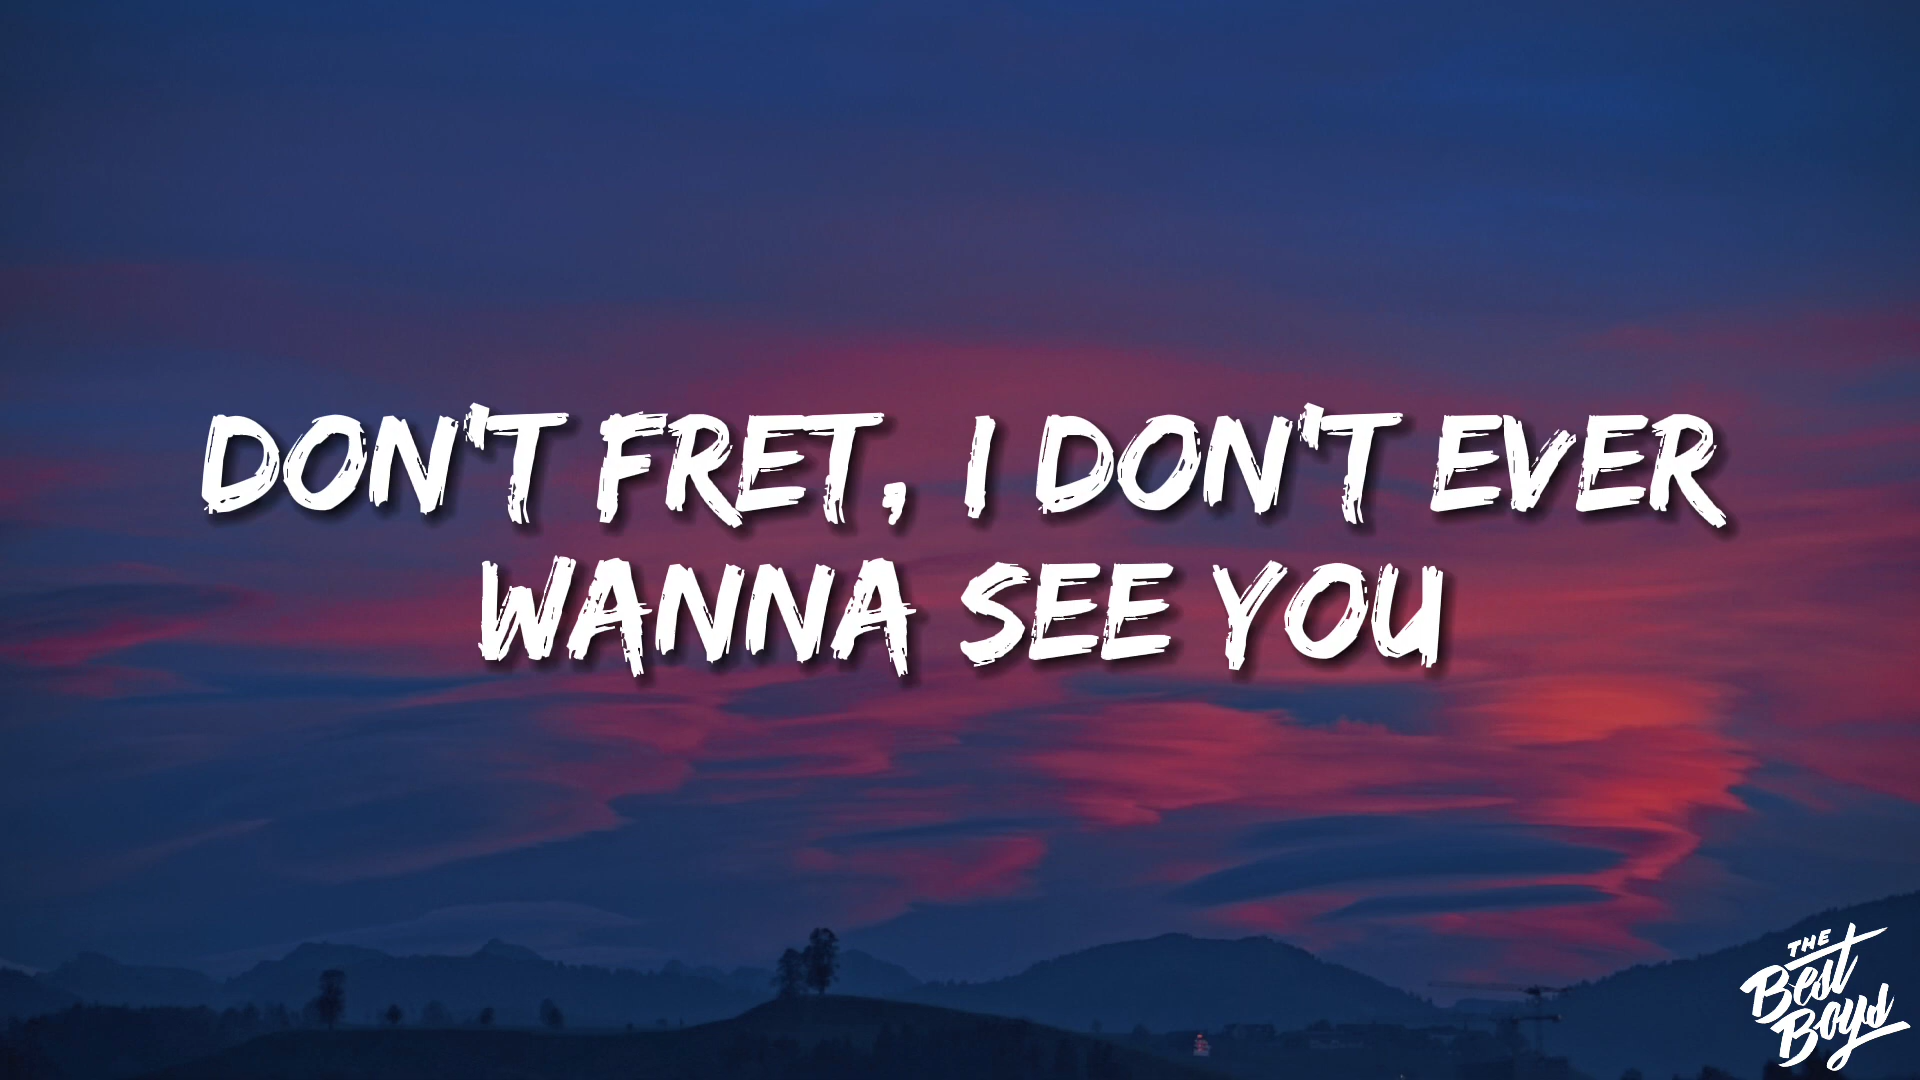 DON'T FRET, I DON'T EVER
WANNA SEE YOU
THE
Best
Boys